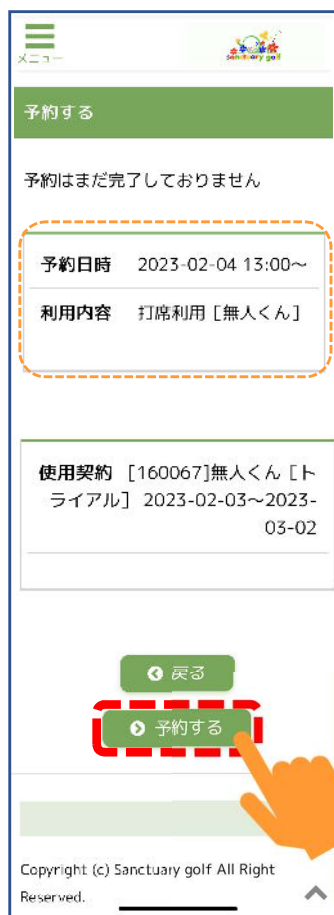 メニュー
Sanctuary golf
予約する
予約はまだ完了しておりません
予約日時 2023-02-04 13:00～
利用内容 打席利用［無人くん］
使用契約 [160067]無人くん［ト
ライアル］ 2023-02-03～2023-
03-02
戻る
予約する
Copyright (c) Sanctuary golf All Right
Reserved.